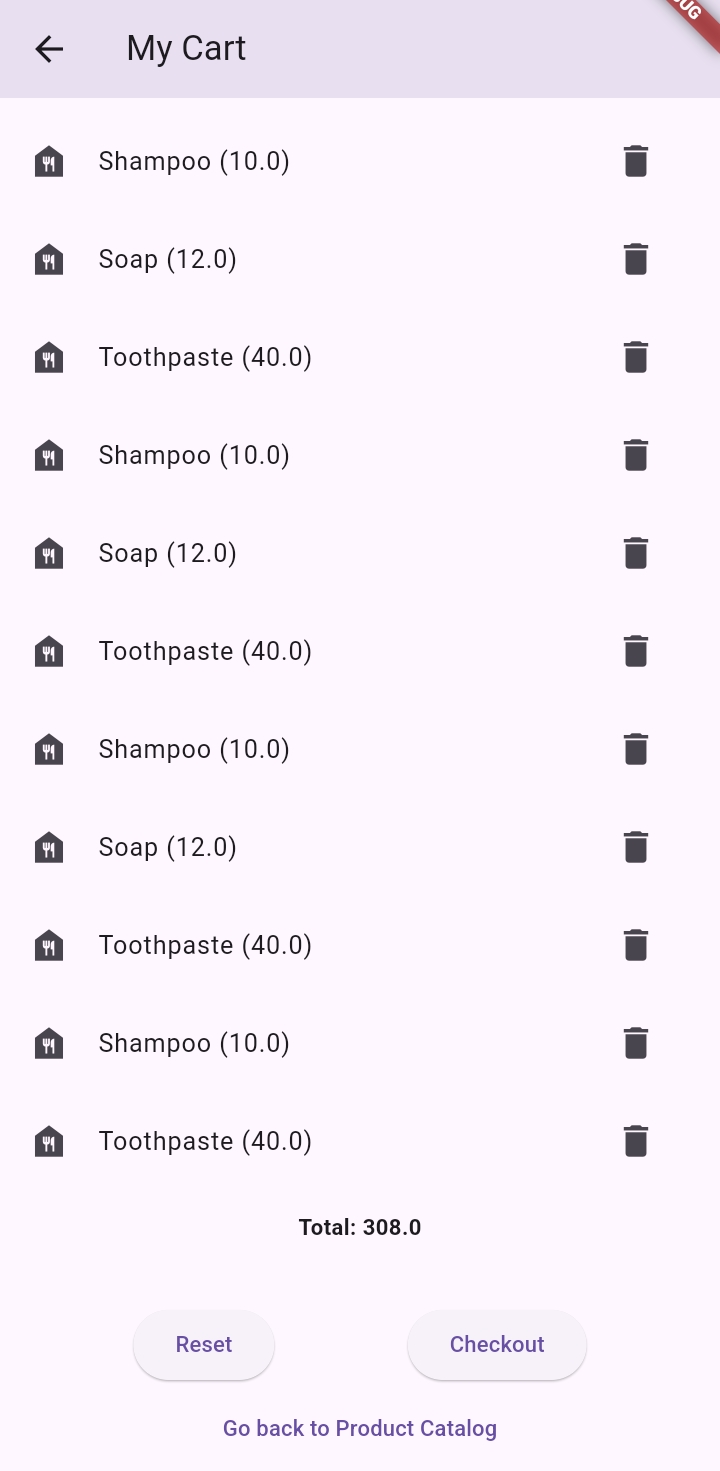 My Cart
Shampoo (10.0)
Soap (12.0)
Toothpaste (40.0)
Shampoo (10.0)
Soap (12.0)
Toothpaste (40.0)
Shampoo (10.0)
Soap (12.0)
Toothpaste (40.0)
Shampoo (10.0)
Toothpaste (40.0)
Total: 308.0
Reset
Checkout
Go back to Product Catalog